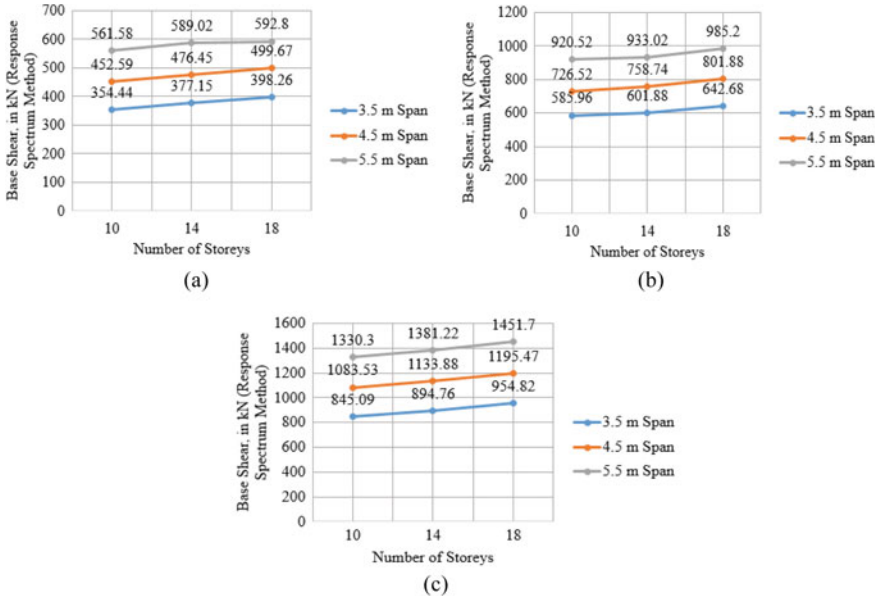 Base Shear, in kN (Response
Spectrum Method)
700
600
500
400
300
200
100
0
561.58 589.02 592.8
452.59 476.45 499.67
354.44 377.15 398.26
10 14 18
Number of Storeys
3.5 m Span
4.5 m Span
5.5 m Span
(a)
Base Shear, in kN (Response
Spectrum Method)
1200
1000
800
600
400
200
0
920.52 933.02 985.2
726.52 758.74 801.88
585.96 601.88 642.68
10 14 18
Number of Storeys
3.5 m Span
4.5 m Span
5.5 m Span
(b)
Base Shear, in kN (Response
Spectrum Method)
1600
1400
1200
1000
800
600
400
200
0
1330.3 1381.22 1451.7
1083.53 1133.88 1195.47
845.09 894.76 954.82
10 14 18
Number of Storeys
3.5 m Span
4.5 m Span
5.5 m Span
(c)